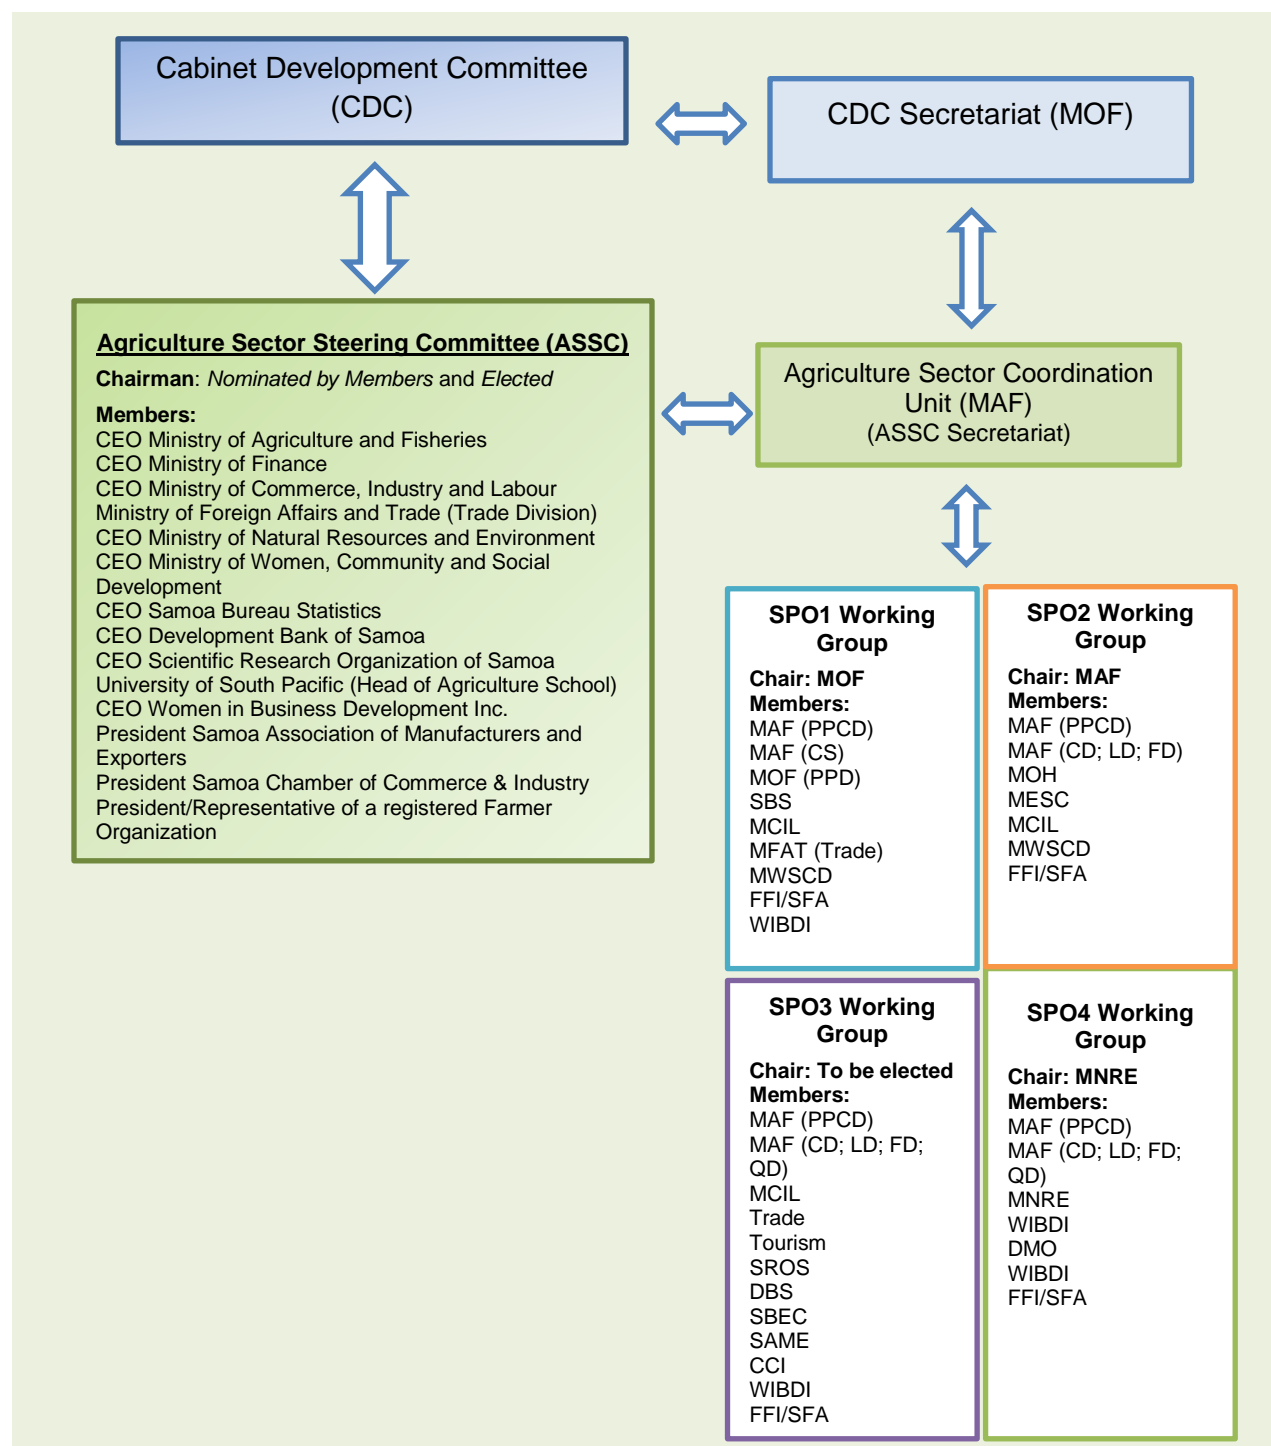 Cabinet Development Committee
(CDC)
CDC Secretariat (MOF)
Agriculture Sector Steering Committee (ASSC)
Chairman: Nominated by Members and Elected
Members:
CEO Ministry of Agriculture and Fisheries
CEO Ministry of Finance
CEO Ministry of Commerce, Industry and Labour
Ministry of Foreign Affairs and Trade (Trade Division)
CEO Ministry of Natural Resources and Environment
CEO Ministry of Women, Community and Social
Development
CEO Samoa Bureau Statistics
CEO Development Bank of Samoa
CEO Scientific Research Organization of Samoa
University of South Pacific (Head of Agriculture School)
CEO Women in Business Development Inc.
President Samoa Association of Manufacturers and
Exporters
President Samoa Chamber of Commerce & Industry
President/Representative of a registered Farmer
Organization
Agriculture Sector Coordination
Unit (MAF)
(ASSC Secretariat)
SPO1 Working
Group
Chair: MOF
Members:
MAF (PPCD)
MAF (CS)
MOF (PPD)
SBS
MCIL
MFAT (Trade)
MWSCD
FFI/SFA
WIBDI
SPO2 Working
Group
Chair: MAF
Members:
MAF (PPCD)
MAF (CD; LD; FD)
MOH
MESC
MCIL
MWSCD
FFI/SFA
SPO3 Working
Group
Chair: To be elected
Members:
MAF (PPCD)
MAF (CD; LD; FD;
QD)
MCIL
Trade
Tourism
SROS
DBS
SBEC
SAME
CCI
WIBDI
FFI/SFA
SPO4 Working
Group
Chair: MNRE
Members:
MAF (PPCD)
MAF (CD; LD; FD;
QD)
MNRE
WIBDI
DMO
WIBDI
FFI/SFA